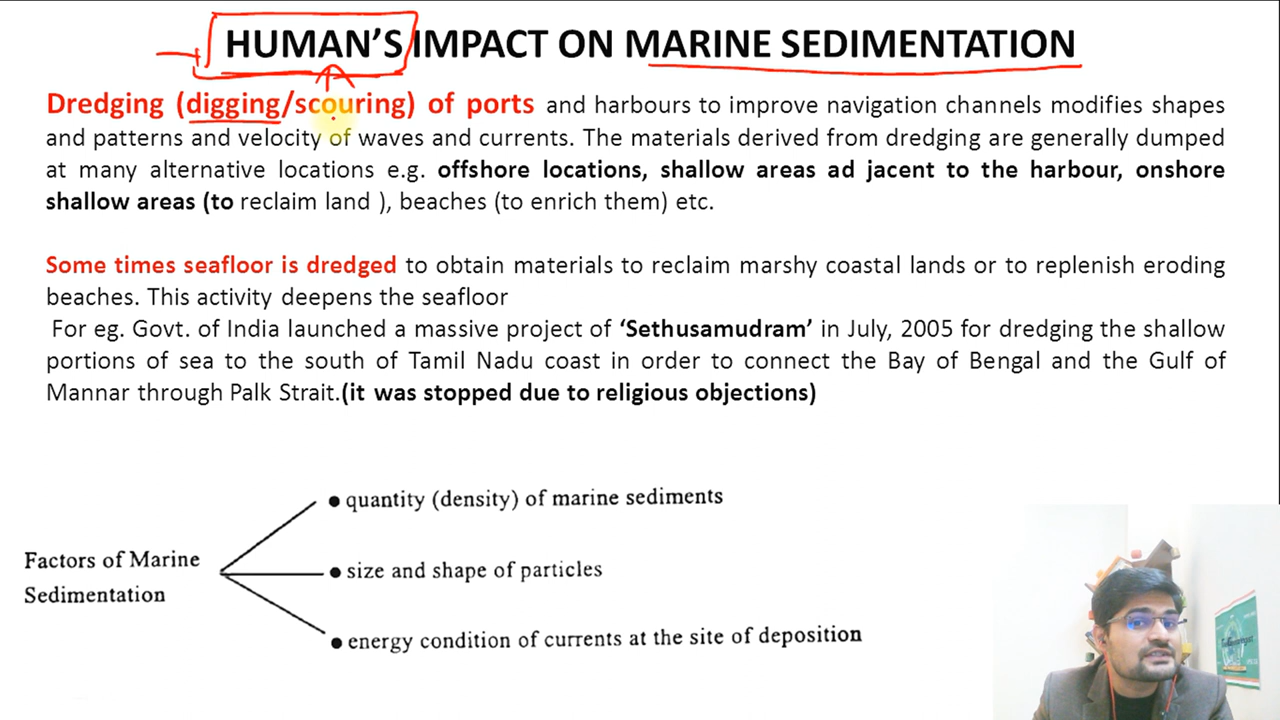 HUMAN’S IMPACT ON MARINE SEDIMENTATION
Dredging (digging/scouring) of ports and harbours to improve navigation channels modifies shapes
and patterns and velocity of waves and currents. The materials derived from dredging are generally dumped
at many alternative locations e.g. offshore locations, shallow areas ad jacent to the harbour, onshore
shallow areas (to reclaim land ), beaches (to enrich them) etc.
Some times seafloor is dredged to obtain materials to reclaim marshy coastal lands or to replenish eroding
beaches. This activity deepens the seafloor
For eg. Govt. of India launched a massive project of ‘Sethusamudram’ in July, 2005 for dredging the shallow
portions of sea to the south of Tamil Nadu coast in order to connect the Bay of Bengal and the Gulf of
Mannar through Palk Strait.(it was stopped due to religious objections)
● quantity (density) of marine sediments
Factors of Marine
Sedimentation
● size and shape of particles
● energy condition of currents at the site of deposition